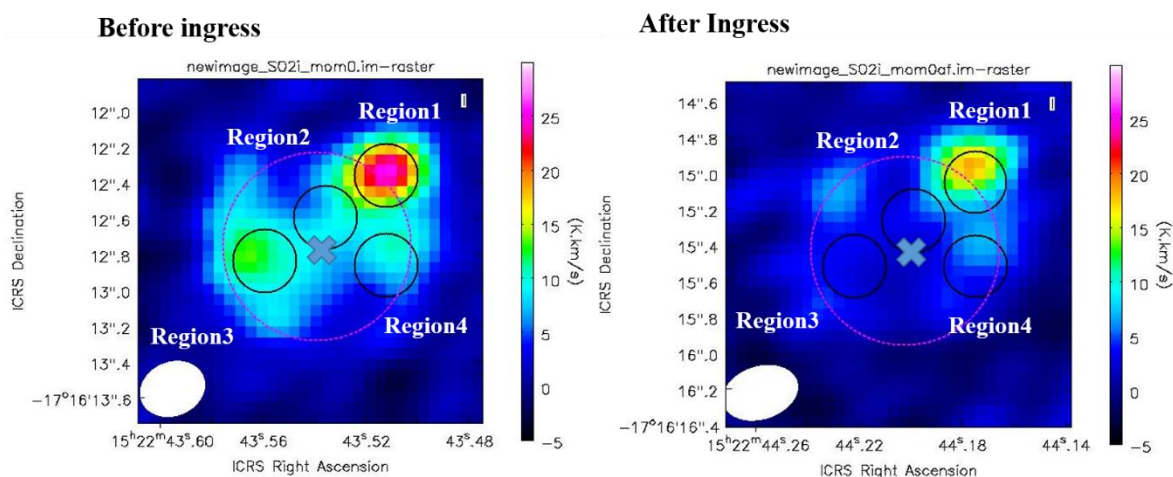 Before ingress
newimage_SO2i_mom0.im-raster
ICRS Declination
12".0
12".2
12".4
12".6
12".8
13".0
13".2
13".4
-17°16'13".6
15h22m43s.60
43s.56
43s.52
43s.48
ICRS Right Ascension
Region1
Region2
Region3
Region4
I
25
20
15
10
5
0
-5
(K.km/s)
After Ingress
newimage_SO2i_mom0af.im-raster
ICRS Declination
14".6
14".8
15".0
15".2
15".4
15".6
15".8
16".0
16".2
-17°16'16".4
15h22m44s.26
44s.22
44s.18
44s.14
ICRS Right Ascension
Region1
Region2
Region3
Region4
I
25
20
15
10
5
0
-5
(K.km/s)